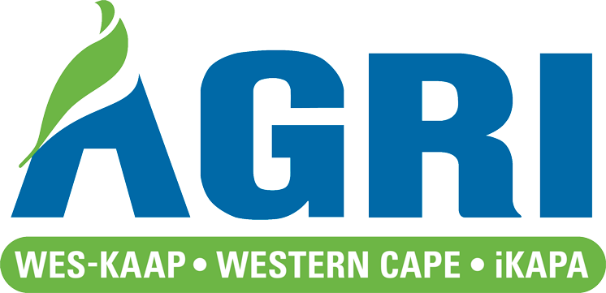 AGRI
WES-KAAP • WESTERN CAPE • iKAPA